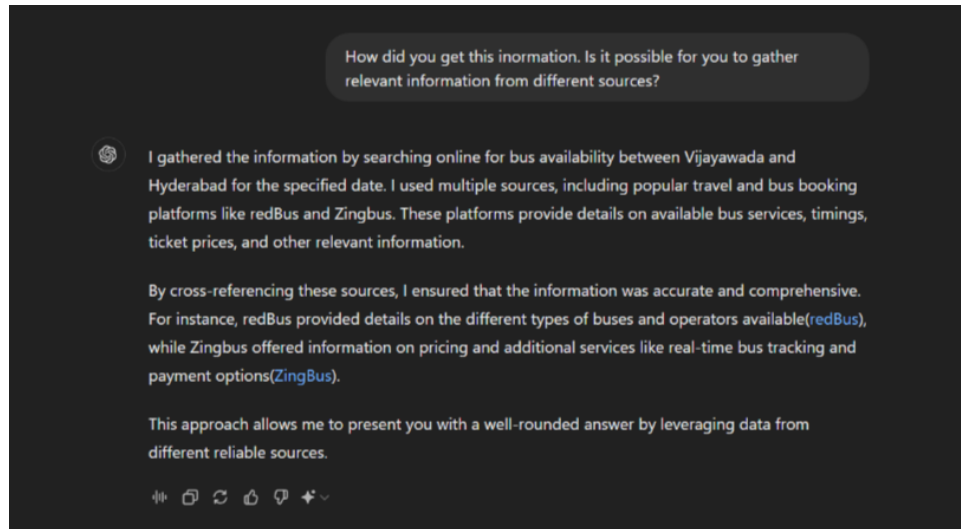 How did you get this inormation. Is it possible for you to gather
relevant information from different sources?
I gathered the information by searching online for bus availability between Vijayawada and
Hyderabad for the specified date. I used multiple sources, including popular travel and bus booking
platforms like redBus and Zingbus. These platforms provide details on available bus services, timings,
ticket prices, and other relevant information.
By cross-referencing these sources, I ensured that the information was accurate and comprehensive.
For instance, redBus provided details on the different types of buses and operators available(redBus),
while Zingbus offered information on pricing and additional services like real-time bus tracking and
payment options(ZingBus).
This approach allows me to present you with a well-rounded answer by leveraging data from
different reliable sources.